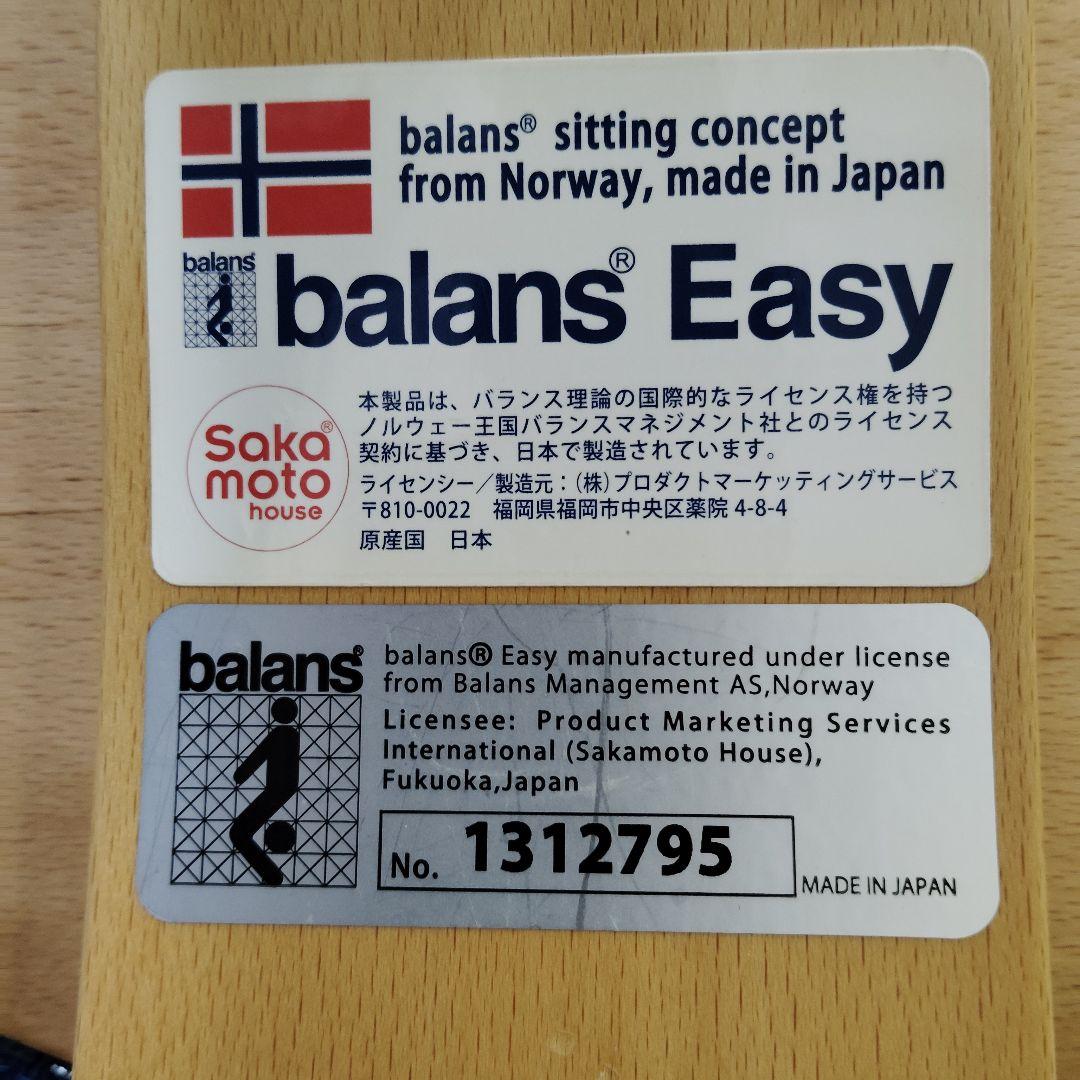 balans® sitting concept
from Norway, made in Japan
balans
balans® Easy
Saka®
moto
house
本製品は、バランス理論の国際的なライセンス権を持つ
ノルウェー王国バランスマネジメント社とのライセンス
契約に基づき、日本で製造されています。
ライセンシー／製造元：（株）プロダクトマーケッティングサービス
〒810-0022 福岡県福岡市中央区薬院 4-8-4
原産国 日本
balans®
balans® Easy manufactured under license
from Balans Management AS,Norway
Licensee: Product Marketing Services
International (Sakamoto House),
Fukuoka,Japan
No. 1312795
MADE IN JAPAN